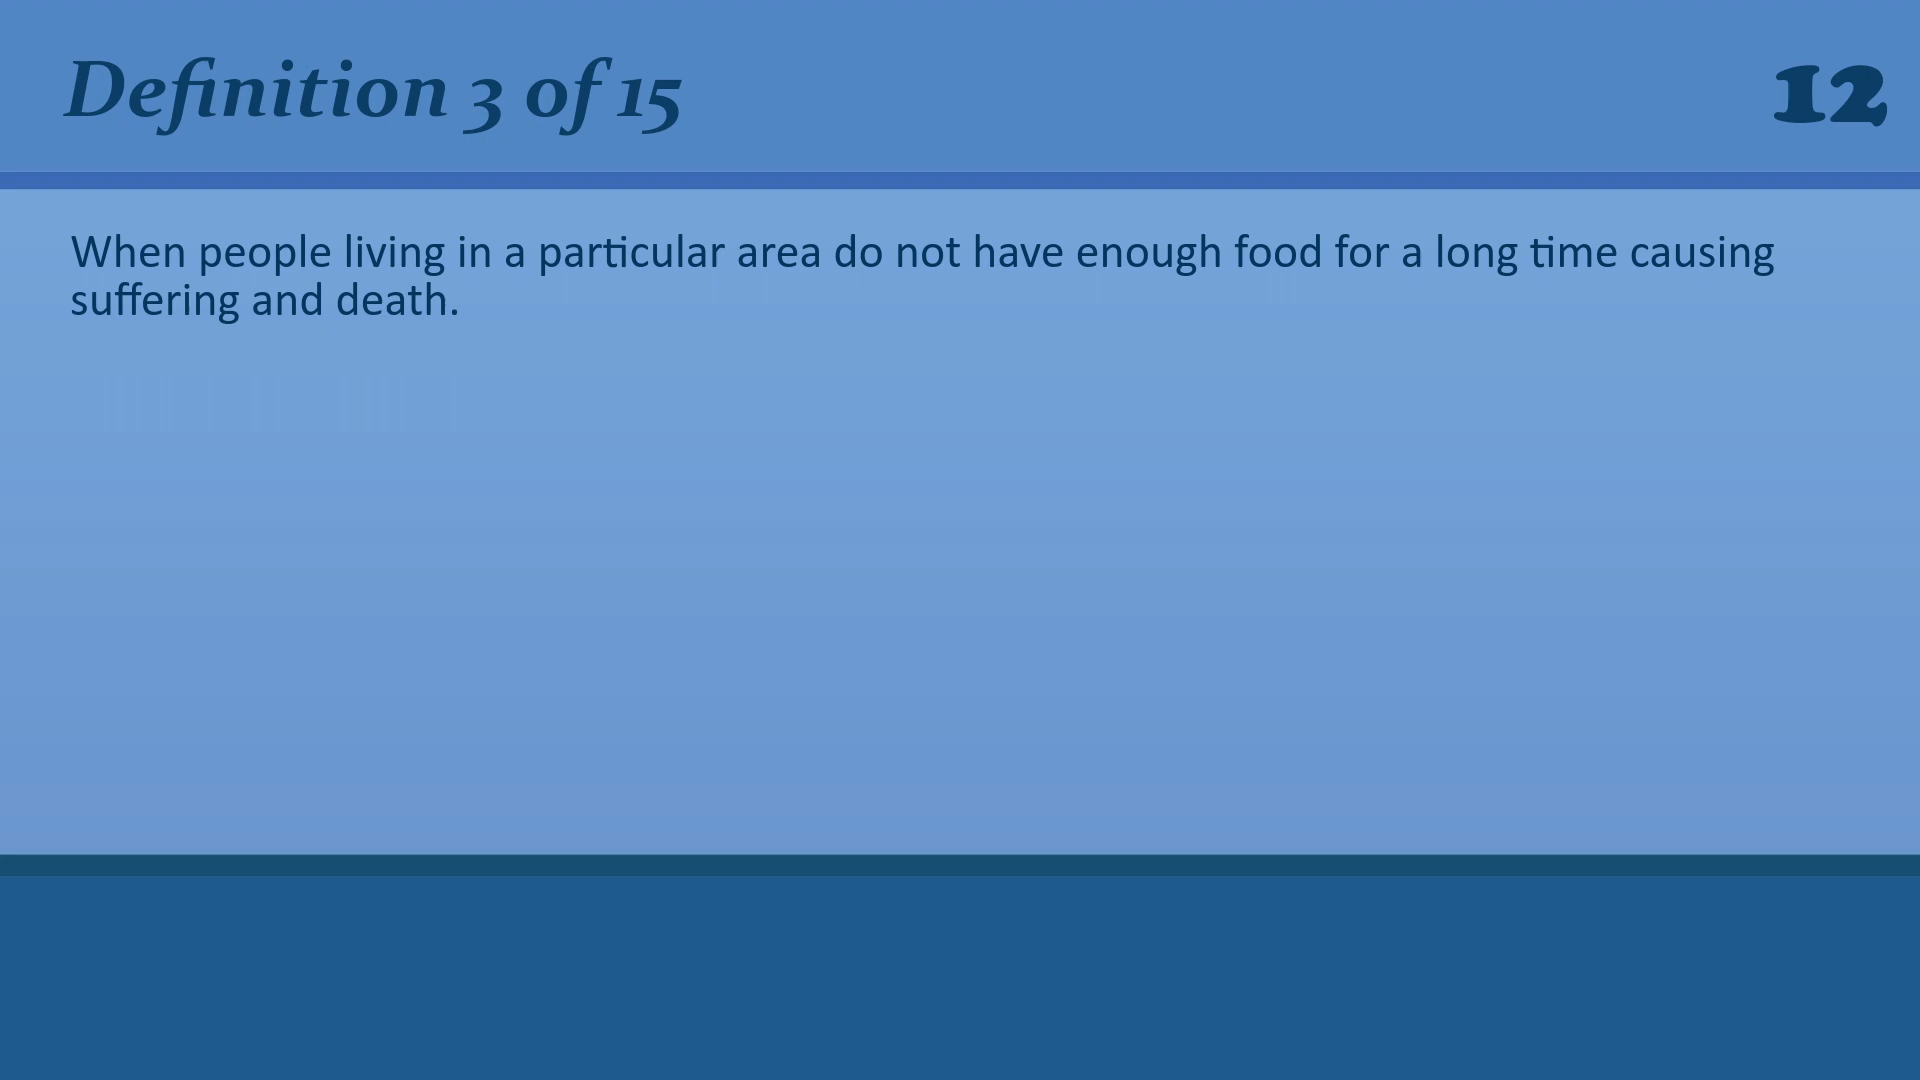 Definition 3 of 15
12
When people living in a particular area do not have enough food for a long time causing
suffering and death.